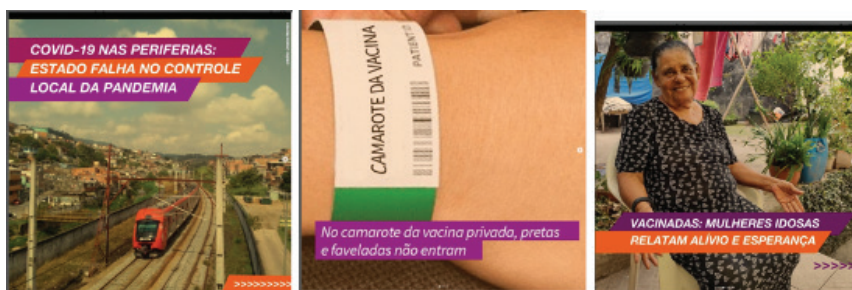 COVID-19 NAS PERIFERIAS:
ESTADO FALHA NO CONTROLE
LOCAL DA PANDEMIA
>>>>>>>>>
CAMAROTE DA VACINA
PATIENT
No camarote da vacina privada, pretas
e faveladas não entram
VACINADAS: MULHERES IDOSAS
RELATAM ALÍVIO E ESPERANÇA
>>>>>